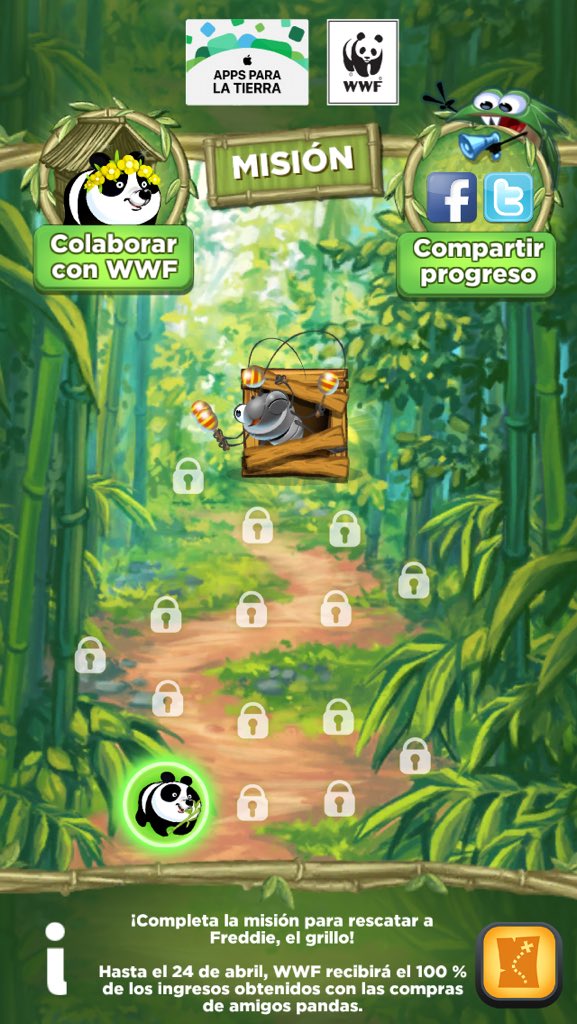 APPS PARA
LA TIERRA
WWF
MISIÓN
Colaborar
con WWF
Compartir
progreso
¡Completa la misión para rescatar a
Freddie, el grillo!
Hasta el 24 de abril, WWF recibirá el 100 %
de los ingresos obtenidos con las compras
de amigos pandas.